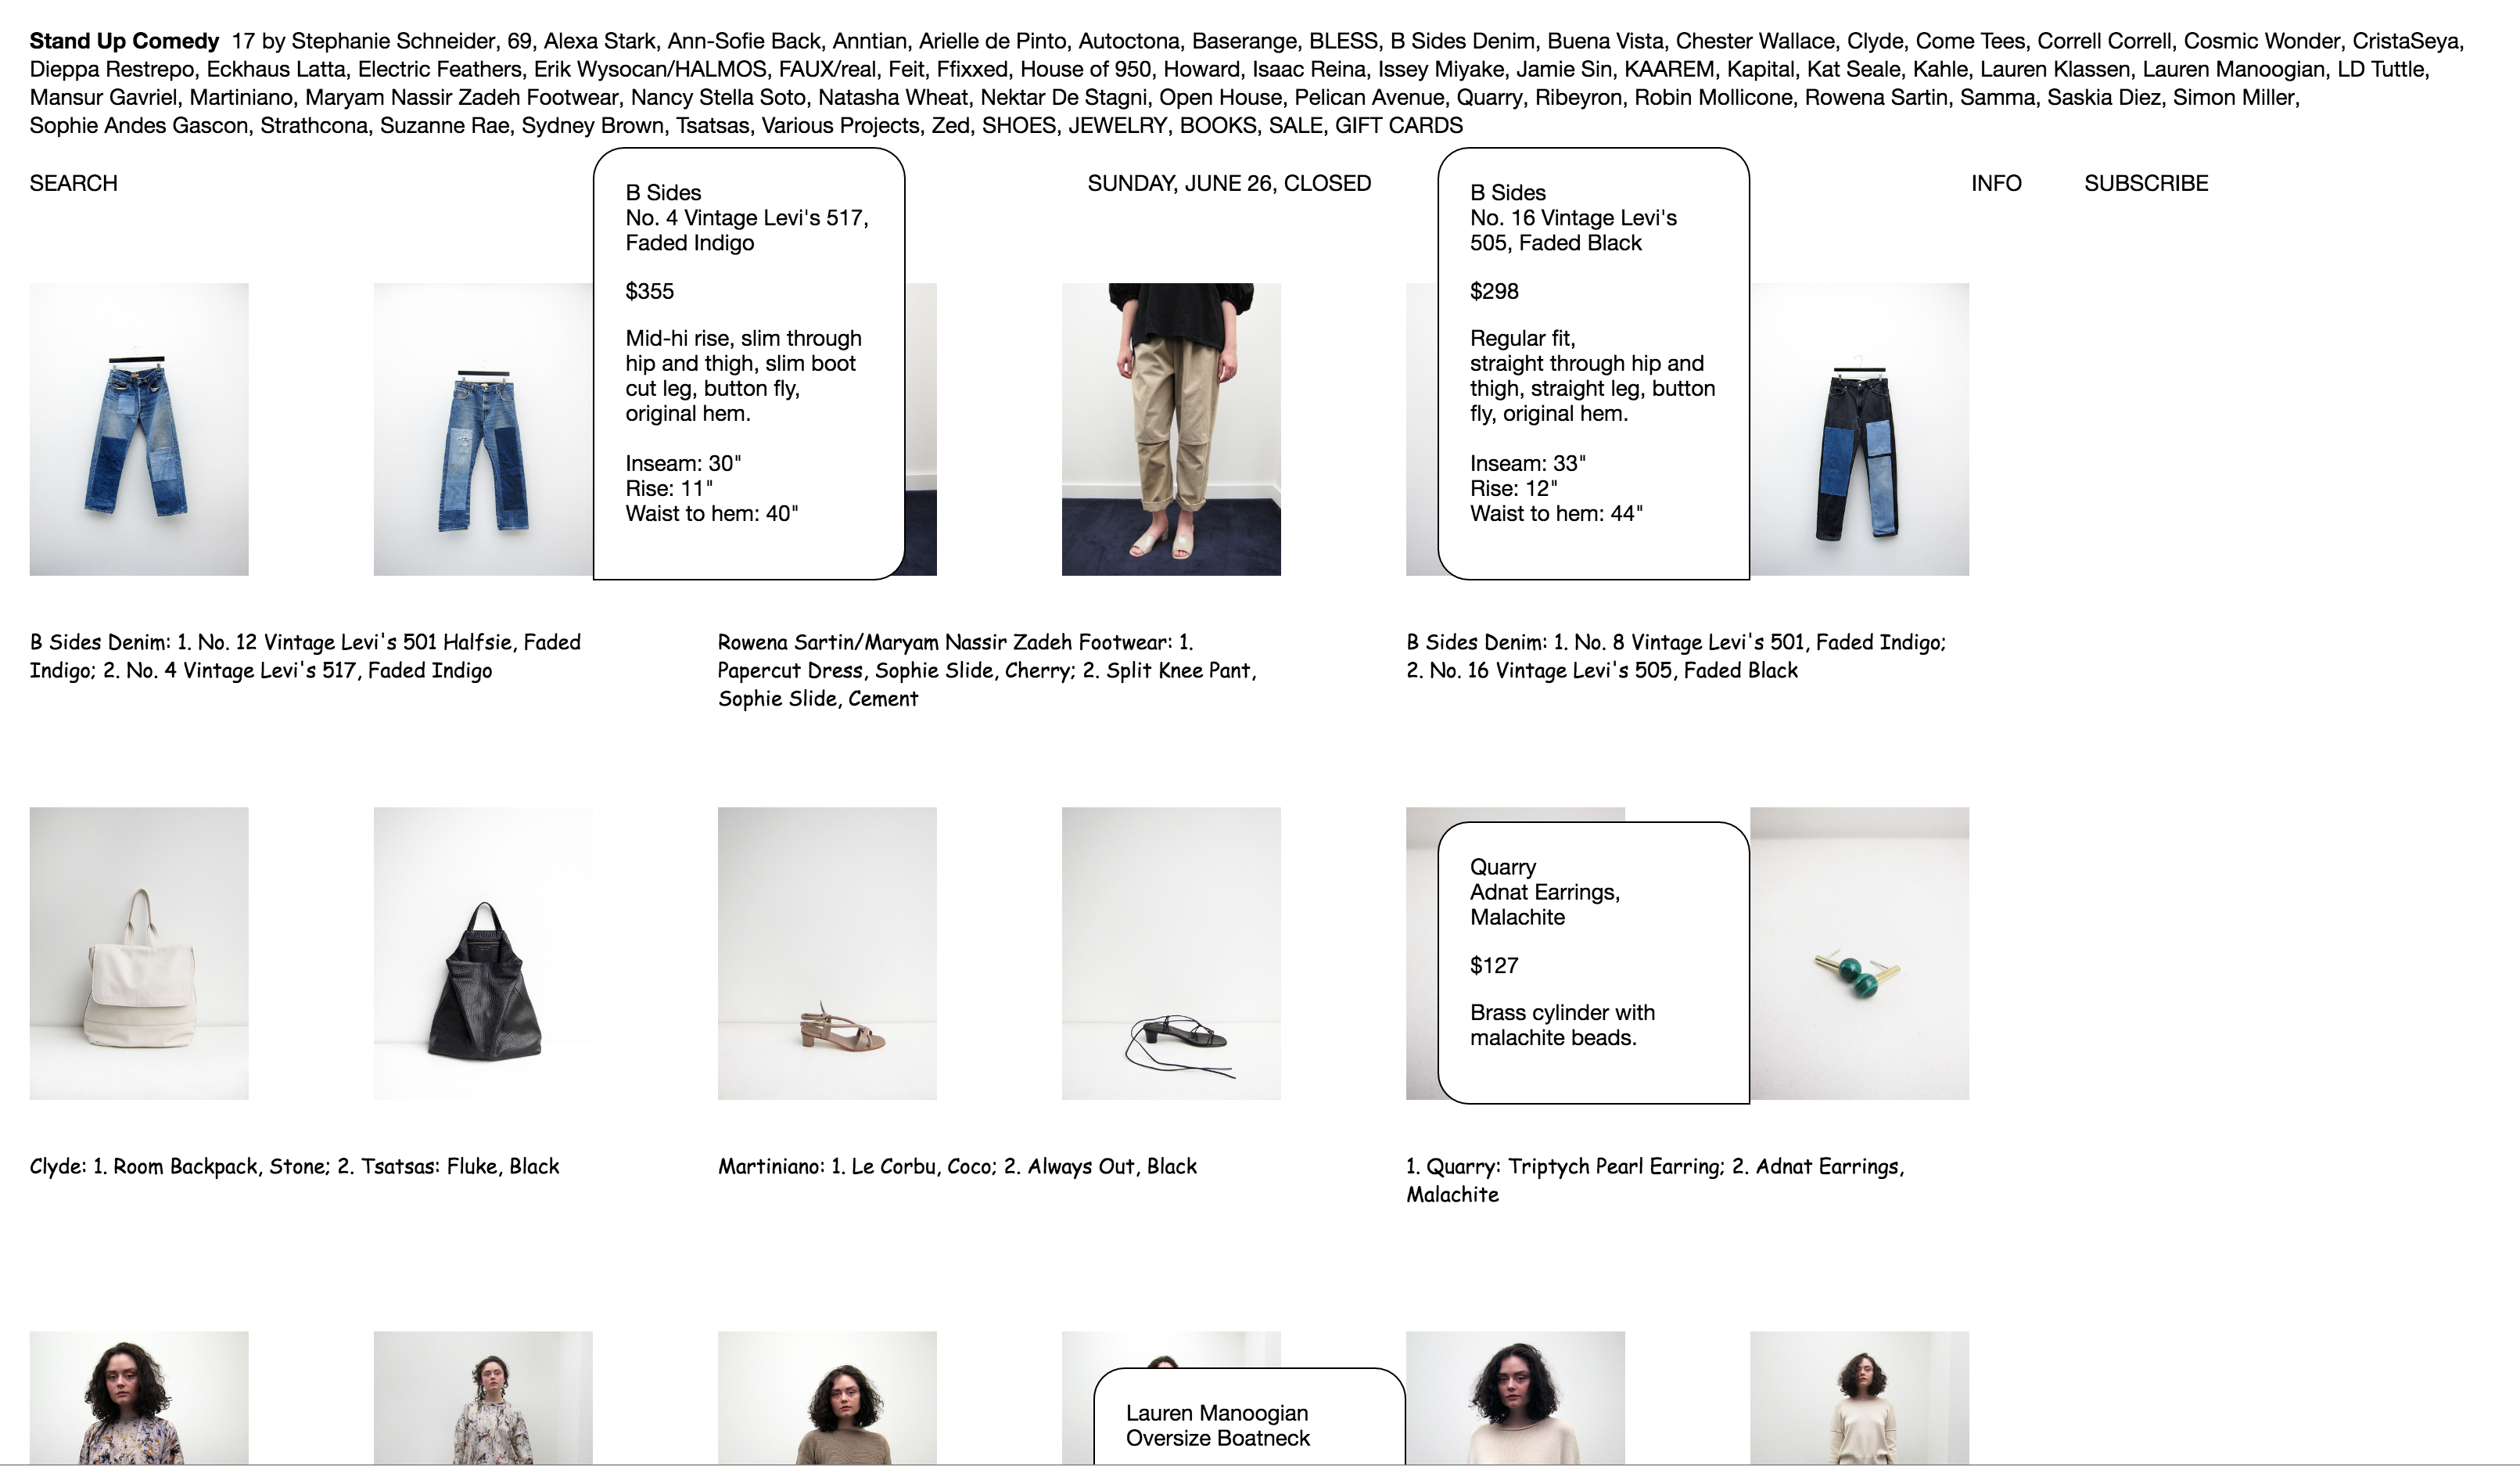 Stand Up Comedy 17 by Stephanie Schneider, 69, Alexa Stark, Ann-Sofie Back, Anntian, Arielle de Pinto, Autoctona, Baserange, BLESS, B Sides Denim, Buena Vista, Chester Wallace, Clyde, Come Tees, Correll Correll, Cosmic Wonder, CristaSeya,
Dieppa Restrepo, Eckhaus Latta, Electric Feathers, Erik Wysocan/HALMOS, FAUX/real, Feit, Ffixxed, House of 950, Howard, Isaac Reina, Issey Miyake, Jamie Sin, KAAREM, Kapital, Kat Seale, Kahle, Lauren Klassen, Lauren Manoogian, LD Tuttle,
Mansur Gavriel, Martiniano, Maryam Nassir Zadeh Footwear, Nancy Stella Soto, Natasha Wheat, Nektar De Stagni, Open House, Pelican Avenue, Quarry, Ribeyron, Robin Mollicone, Rowena Sartin, Samma, Saskia Diez, Simon Miller,
Sophie Andes Gascon, Strathcona, Suzanne Rae, Sydney Brown, Tsatsas, Various Projects, Zed, SHOES, JEWELRY, BOOKS, SALE, GIFT CARDS
SEARCH
SUNDAY, JUNE 26, CLOSED
INFO
SUBSCRIBE
B Sides
No. 4 Vintage Levi's 517,
Faded Indigo
$355
Mid-hi rise, slim through
hip and thigh, slim boot
cut leg, button fly,
original hem.
Inseam: 30"
Rise: 11"
Waist to hem: 40"
B Sides
No. 16 Vintage Levi's
505, Faded Black
$298
Regular fit,
straight through hip and
thigh, straight leg, button
fly, original hem.
Inseam: 33"
Rise: 12"
Waist to hem: 44"
B Sides Denim: 1. No. 12 Vintage Levi's 501 Halfsie, Faded
Indigo; 2. No. 4 Vintage Levi's 517, Faded Indigo
Rowena Sartin/Maryam Nassir Zadeh Footwear: 1.
Papercut Dress, Sophie Slide, Cherry; 2. Split Knee Pant,
Sophie Slide, Cement
B Sides Denim: 1. No. 8 Vintage Levi's 501, Faded Indigo;
2. No. 16 Vintage Levi's 505, Faded Black
Quarry
Adnat Earrings,
Malachite
$127
Brass cylinder with
malachite beads.
Clyde: 1. Room Backpack, Stone; 2. Tsatsas: Fluke, Black
Martiniano: 1. Le Corbu, Coco; 2. Always Out, Black
1. Quarry: Triptych Pearl Earring; 2. Adnat Earrings,
Malachite
Lauren Manoogian
Oversize Boatneck